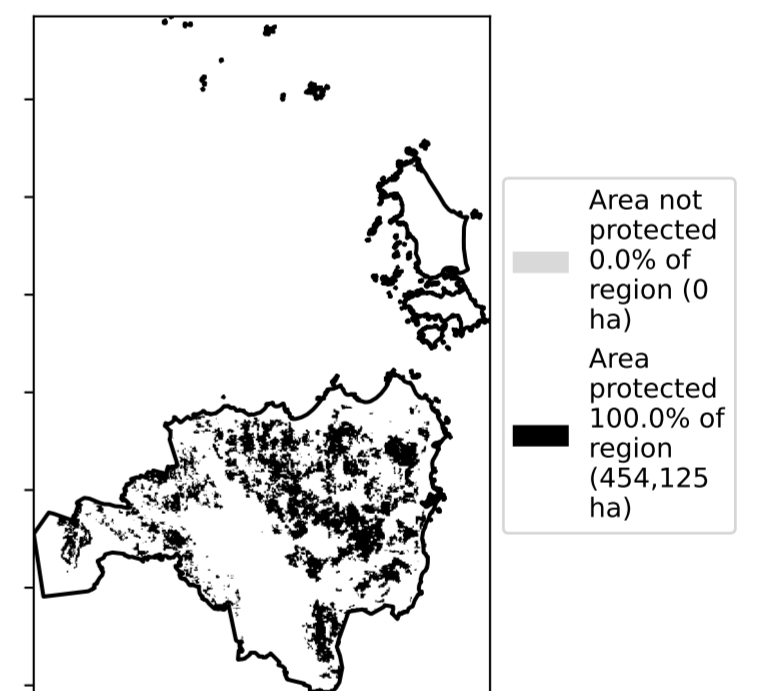 Area not
protected
0.0% of
region (0
ha)
Area
protected
100.0% of
region
(454,125
ha)